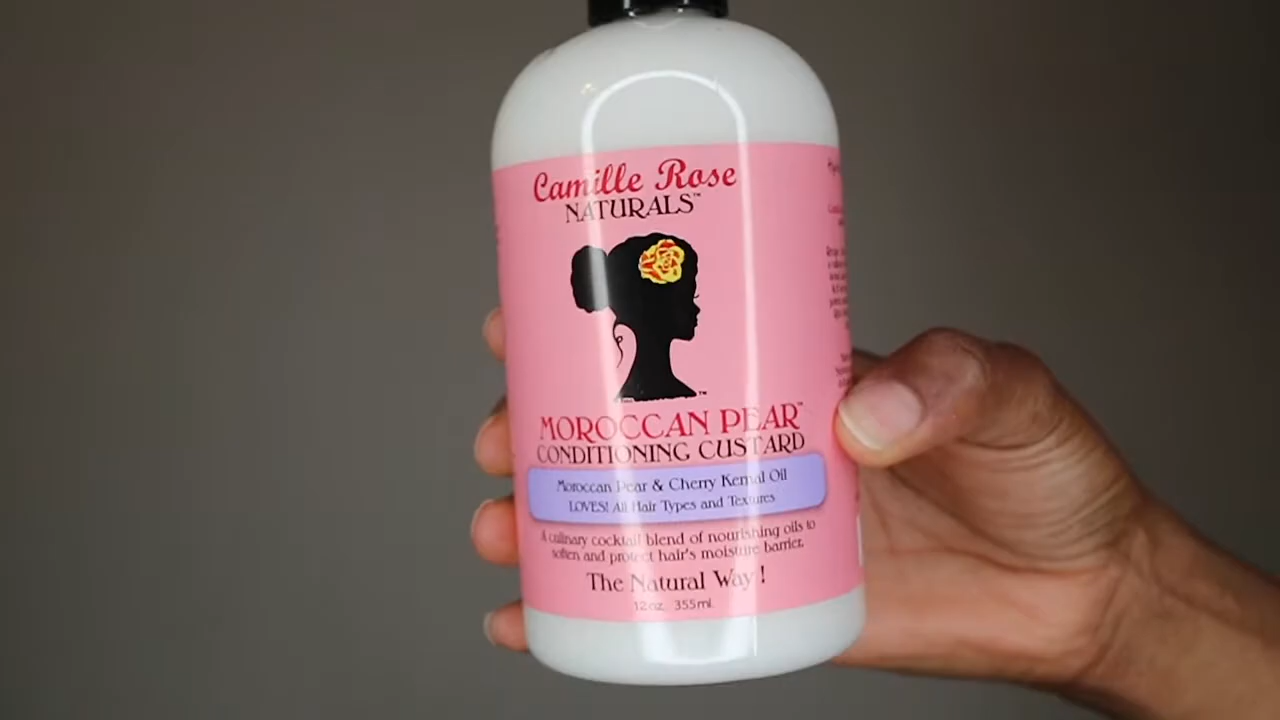 Camille Rose
NATURALS™
™
MOROCCAN PEAR™
CONDITIONING CUSTARD
Moroccan Pear & Cherry Kernal Oil
LOVES! All Hair Types and Textures
A culinary cocktail blend of nourishing oils to
soften and protect hair's moisture barrier.
The Natural Way !
12 oz. 355ml.